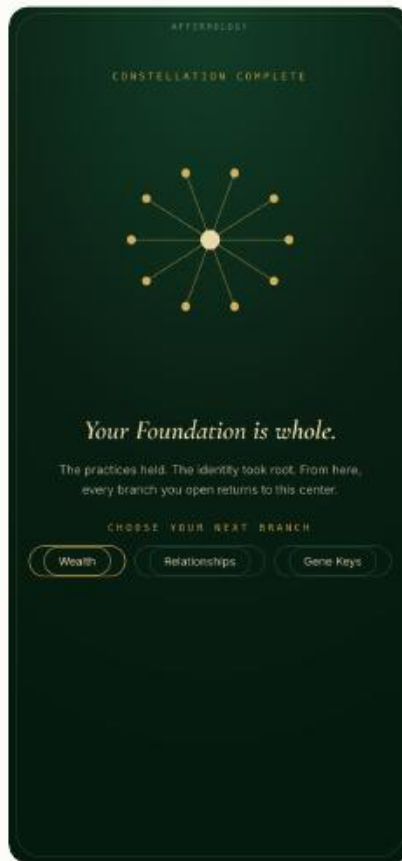 AFFIRMOLOGY
CONSTELLATION COMPLETE
Your Foundation is whole.
The practices held. The identity took root. From here,
every branch you open returns to this center.
CHOOSE YOUR NEXT BRANCH
Wealth Relationships Gene Keys